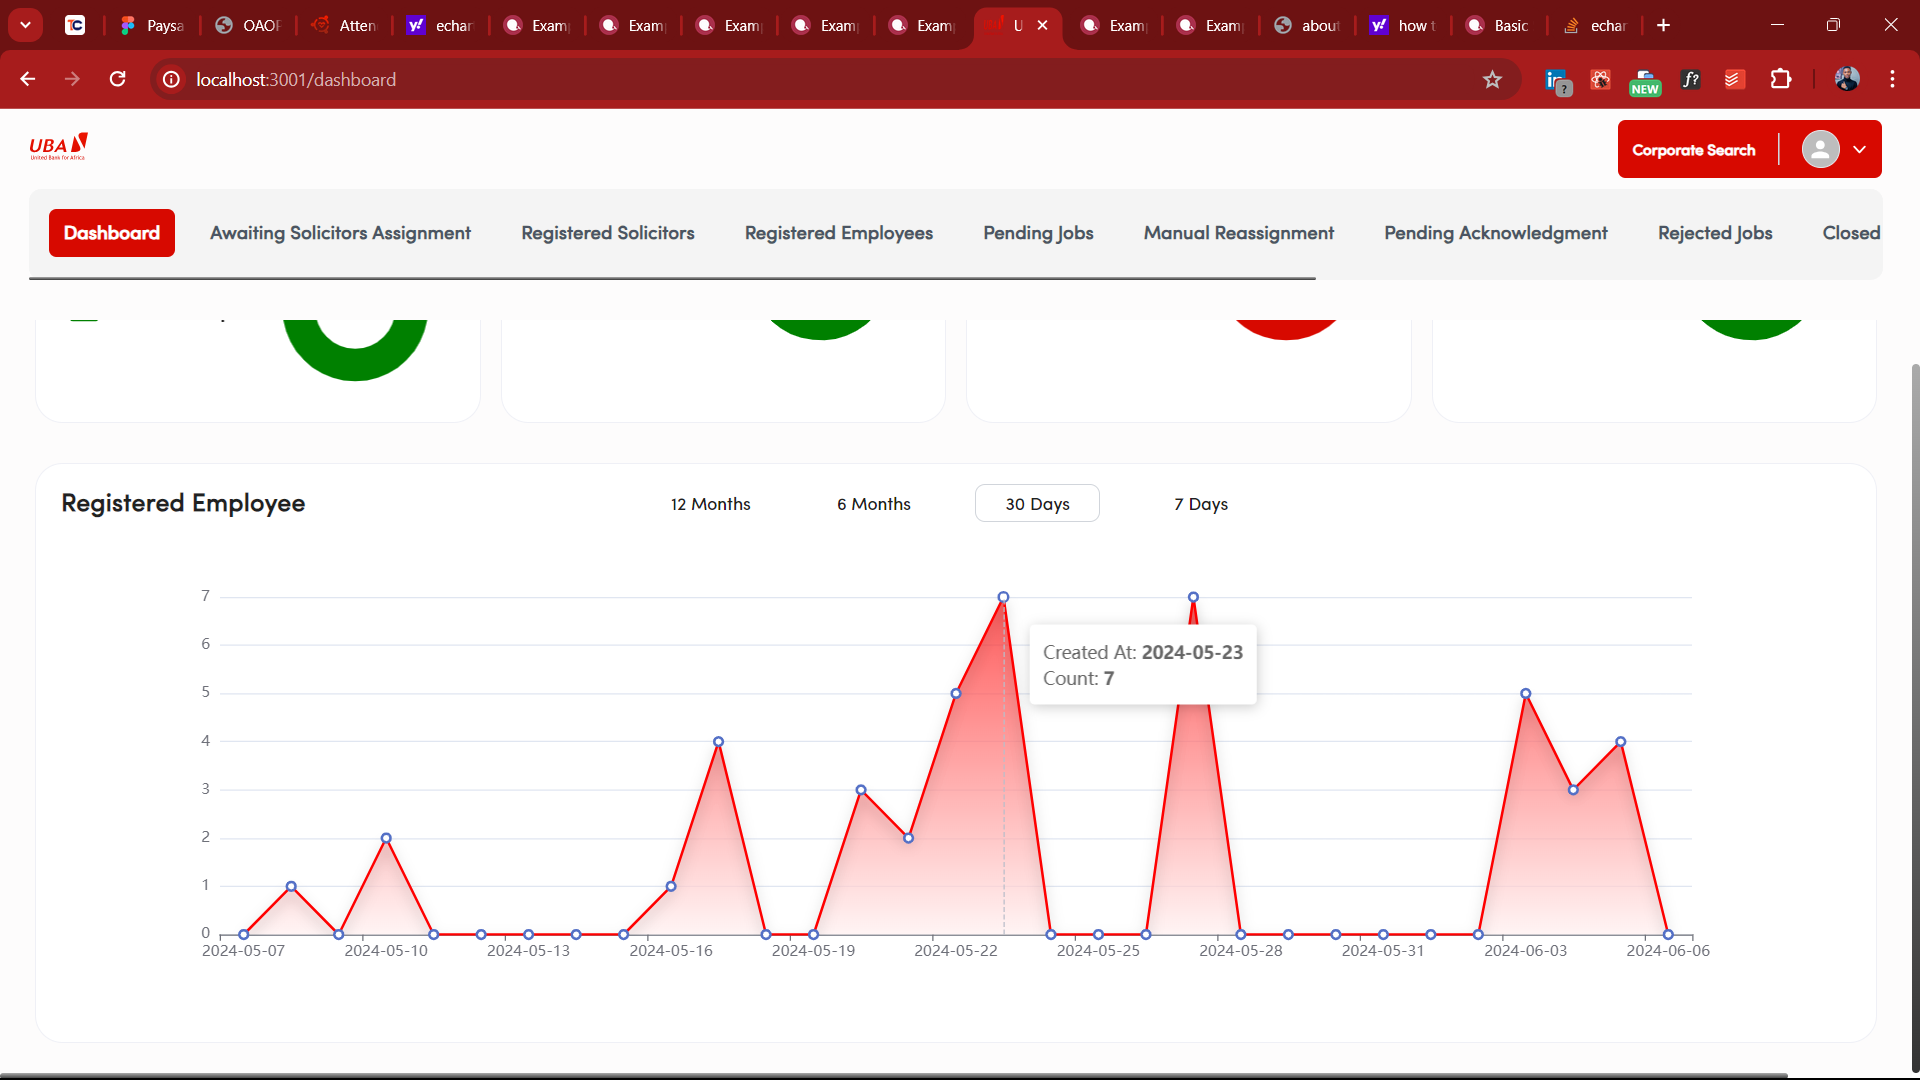 Paysa
OAOF
Atten
echar
Exam
Exam
Exam
Exam
Exam
U
Exam
Exam
about
how t
Basic
echar
localhost:3001/dashboard
NEW
UBA
United Bank for Africa
Corporate Search
Dashboard
Awaiting Solicitors Assignment
Registered Solicitors
Registered Employees
Pending Jobs
Manual Reassignment
Pending Acknowledgment
Rejected Jobs
Closed
Registered Employee
12 Months
6 Months
30 Days
7 Days
7
6
5
4
3
2
1
0
Created At: 2024-05-23
Count: 7
2024-05-07
2024-05-10
2024-05-13
2024-05-16
2024-05-19
2024-05-22
2024-05-25
2024-05-28
2024-05-31
2024-06-03
2024-06-06